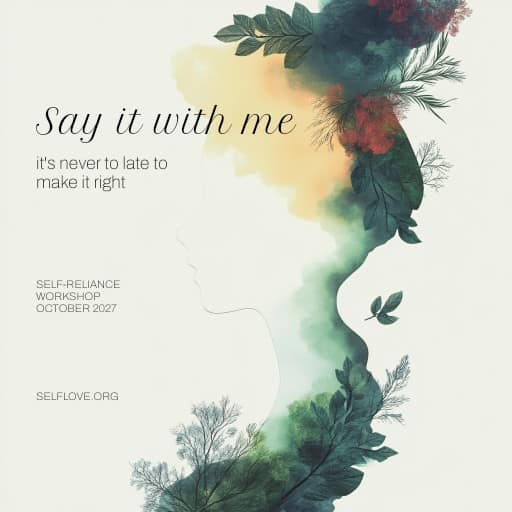 Say it with me
it's never to late to
make it right
SELF-RELIANCE
WORKSHOP
OCTOBER 2027
SELFLOVE.ORG